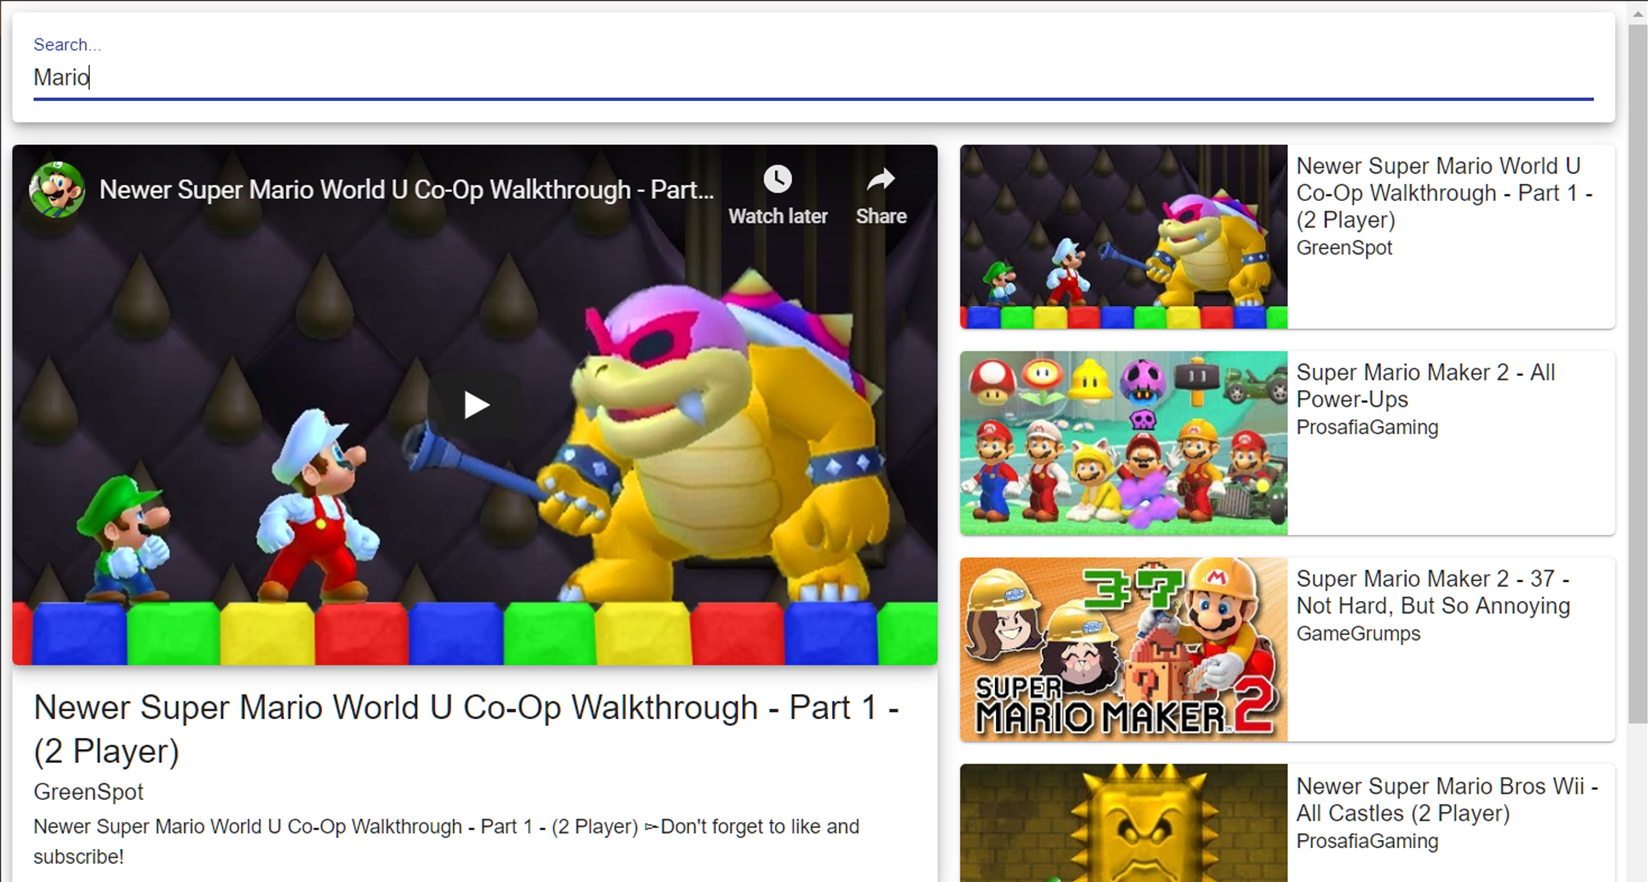 Search...
Mario
Newer Super Mario World U Co-Op Walkthrough - Part...
Watch later
Share
Newer Super Mario World U Co-Op Walkthrough - Part 1 -
(2 Player)
GreenSpot
Newer Super Mario World U Co-Op Walkthrough - Part 1 - (2 Player) ➳Don't forget to like and
subscribe!
Newer Super Mario World U
Co-Op Walkthrough - Part 1 -
(2 Player)
GreenSpot
Super Mario Maker 2 - All
Power-Ups
ProsafiaGaming
37
M
SUPER
MARIO MAKER 2
Super Mario Maker 2 - 37 -
Not Hard, But So Annoying
GameGrumps
Newer Super Mario Bros Wii -
All Castles (2 Player)
ProsafiaGaming